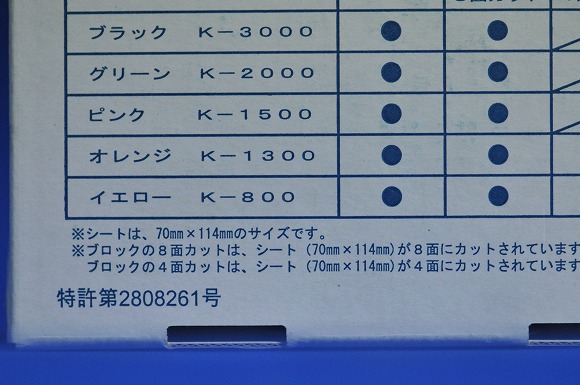 ブラック K-3000 ● ●
グリーン K-2000 ● ●
ピンク K-1500 ● ●
オレンジ K-1300 ● ●
イエロー K-800 ● ●
※シートは、70mm×114mmのサイズです。
※ブロックの8面カットは、シート(70mm×114mm)が8面にカットされています
ブロックの4面カットは、シート(70mm×114mm)が4面にカットされています
特許第2808261号